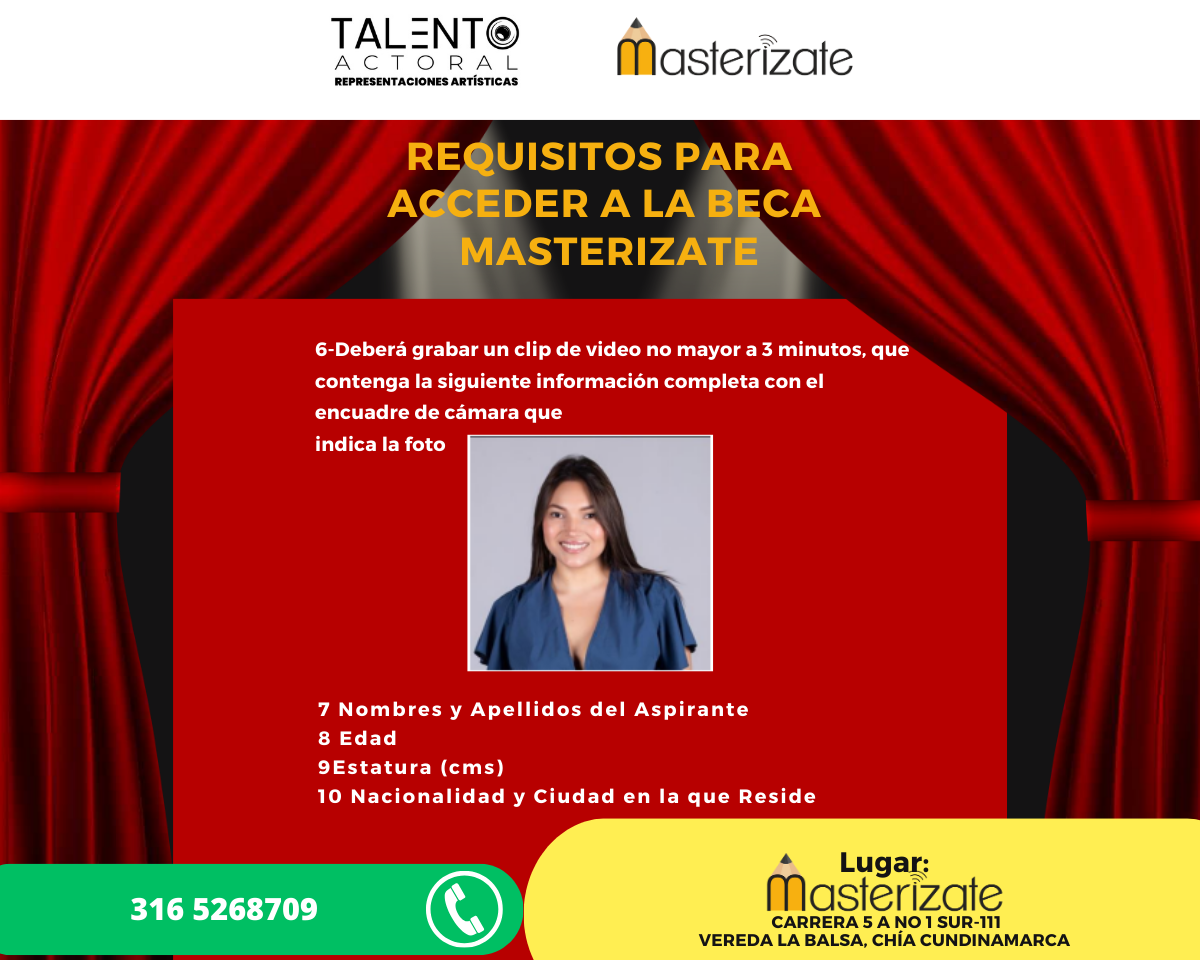 TALENTO
ACTORAL
REPRESENTACIONES ARTÍSTICAS
Masterizate
REQUISITOS PARA
ACCEDER A LA BECA
MASTERIZATE
6-Deberá grabar un clip de video no mayor a 3 minutos, que
contenga la siguiente información completa con el
encuadre de cámara que
indica la foto
7 Nombres y Apellidos del Aspirante
8 Edad
9Estatura (cms)
10 Nacionalidad y Ciudad en la que Reside
316 5268709
Lugar:
Masterizate
CARRERA 5 A NO 1 SUR-111
VEREDA LA BALSA, CHÍA CUNDINAMARCA